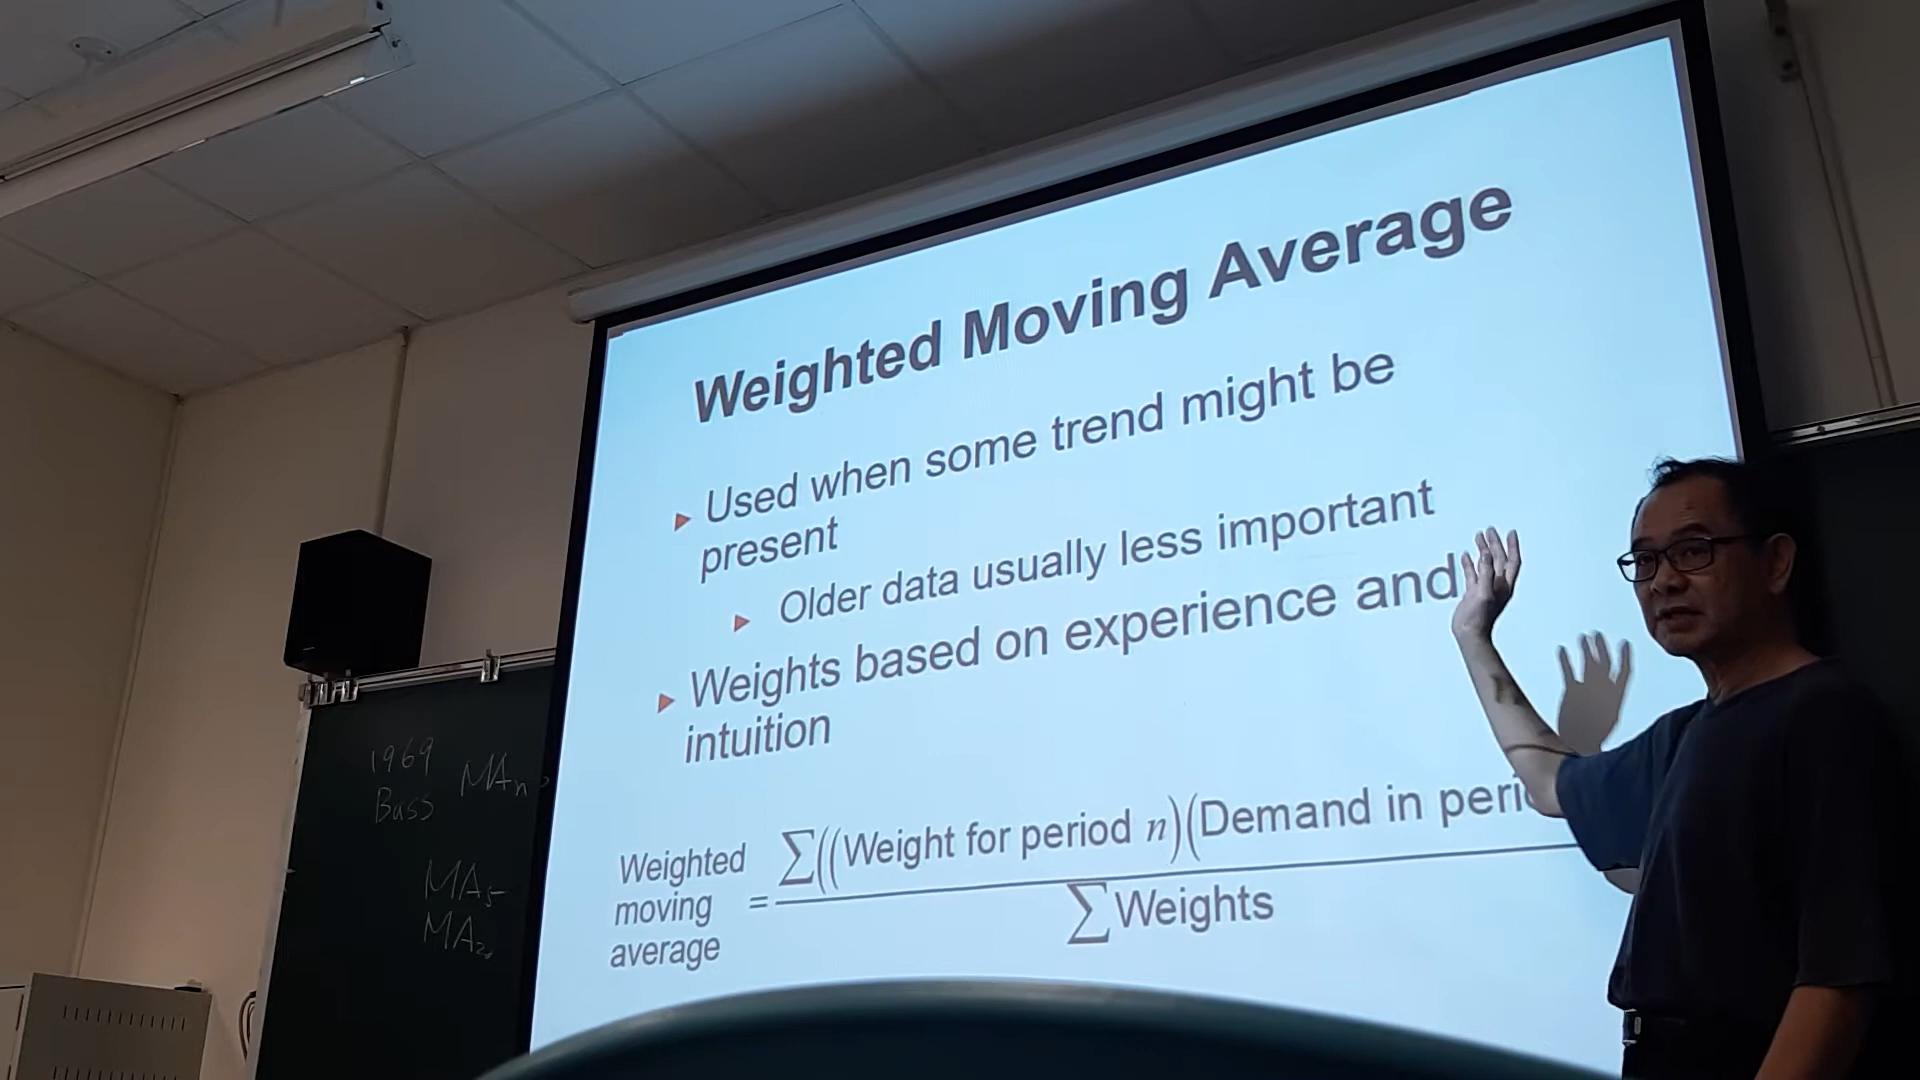 Weighted Moving Average
Used when some trend might be
present
Older data usually less important
Weights based on experience and
intuition
Weighted
moving
average
= ∑((Weight for period n)(Demand in
∑Weights
1969
Bass
MAn
MA5